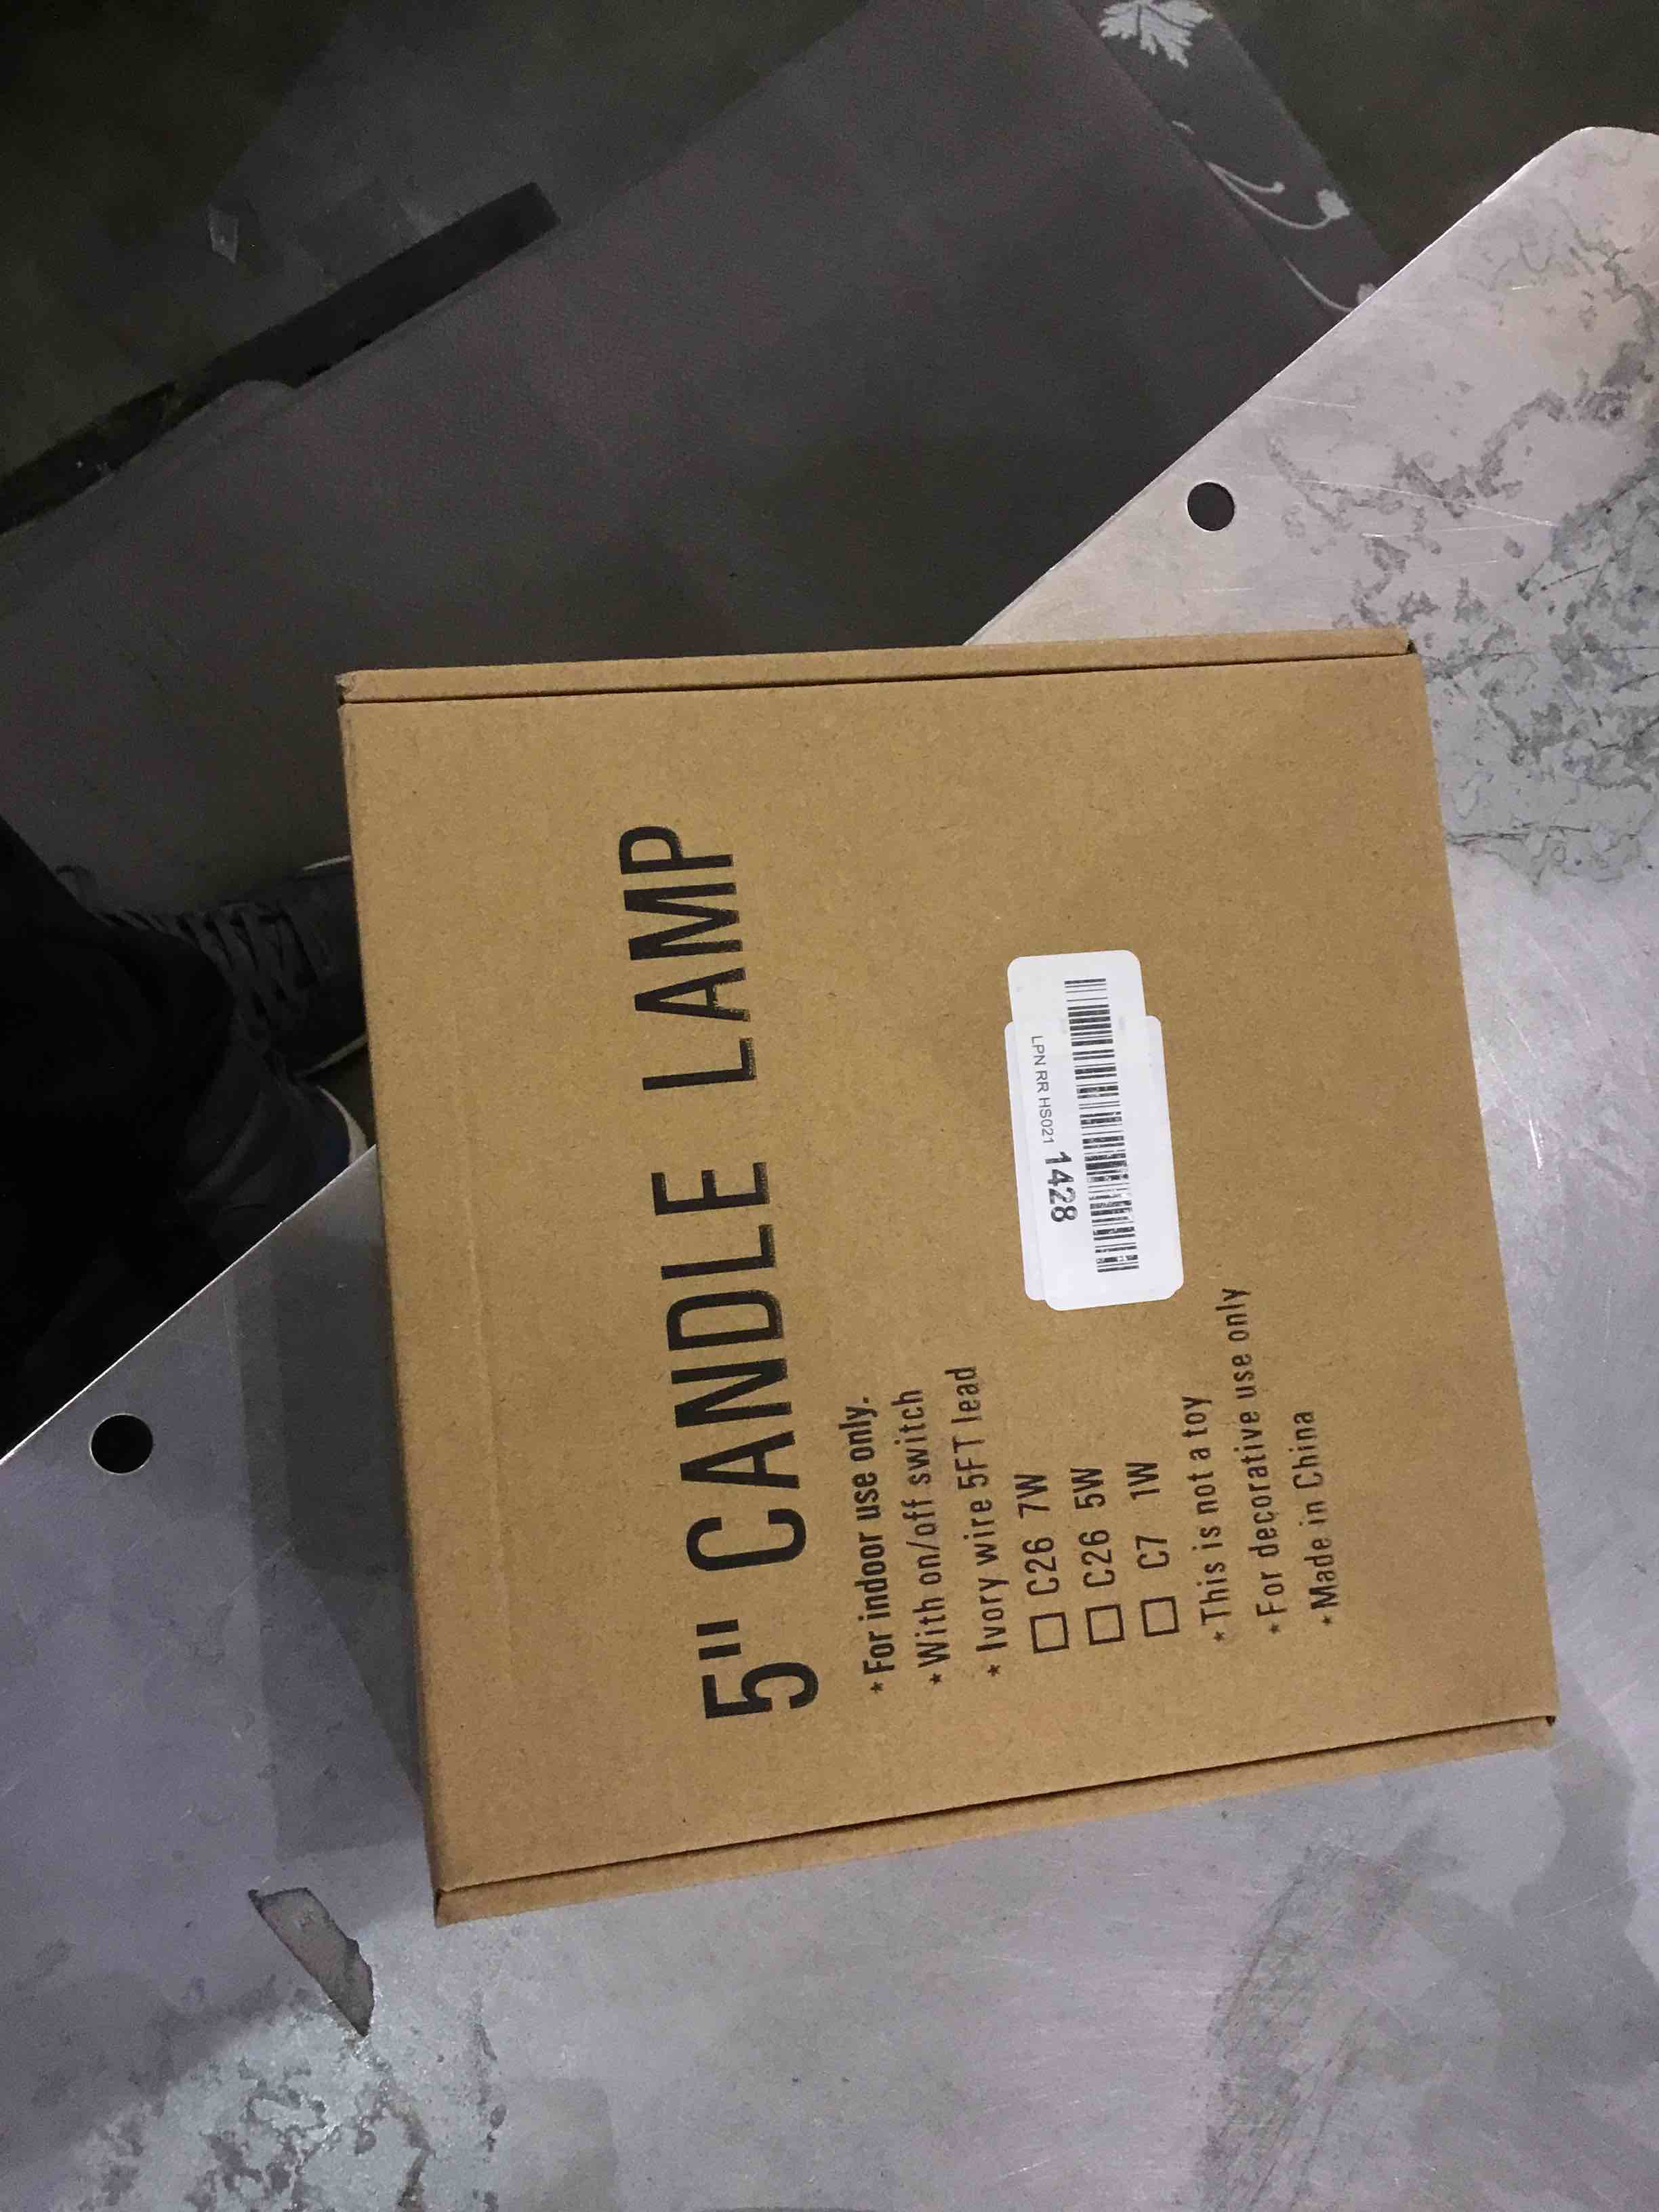 5" CANDLE LAMP
* For indoor use only.
* With on/off switch
* Ivory wire 5FT lead
☐ C26 7W
☐ C26 5W
☐ C7 1W
* This is not a toy
* For decorative use only
* Made in China
LPN RR HS021 1428